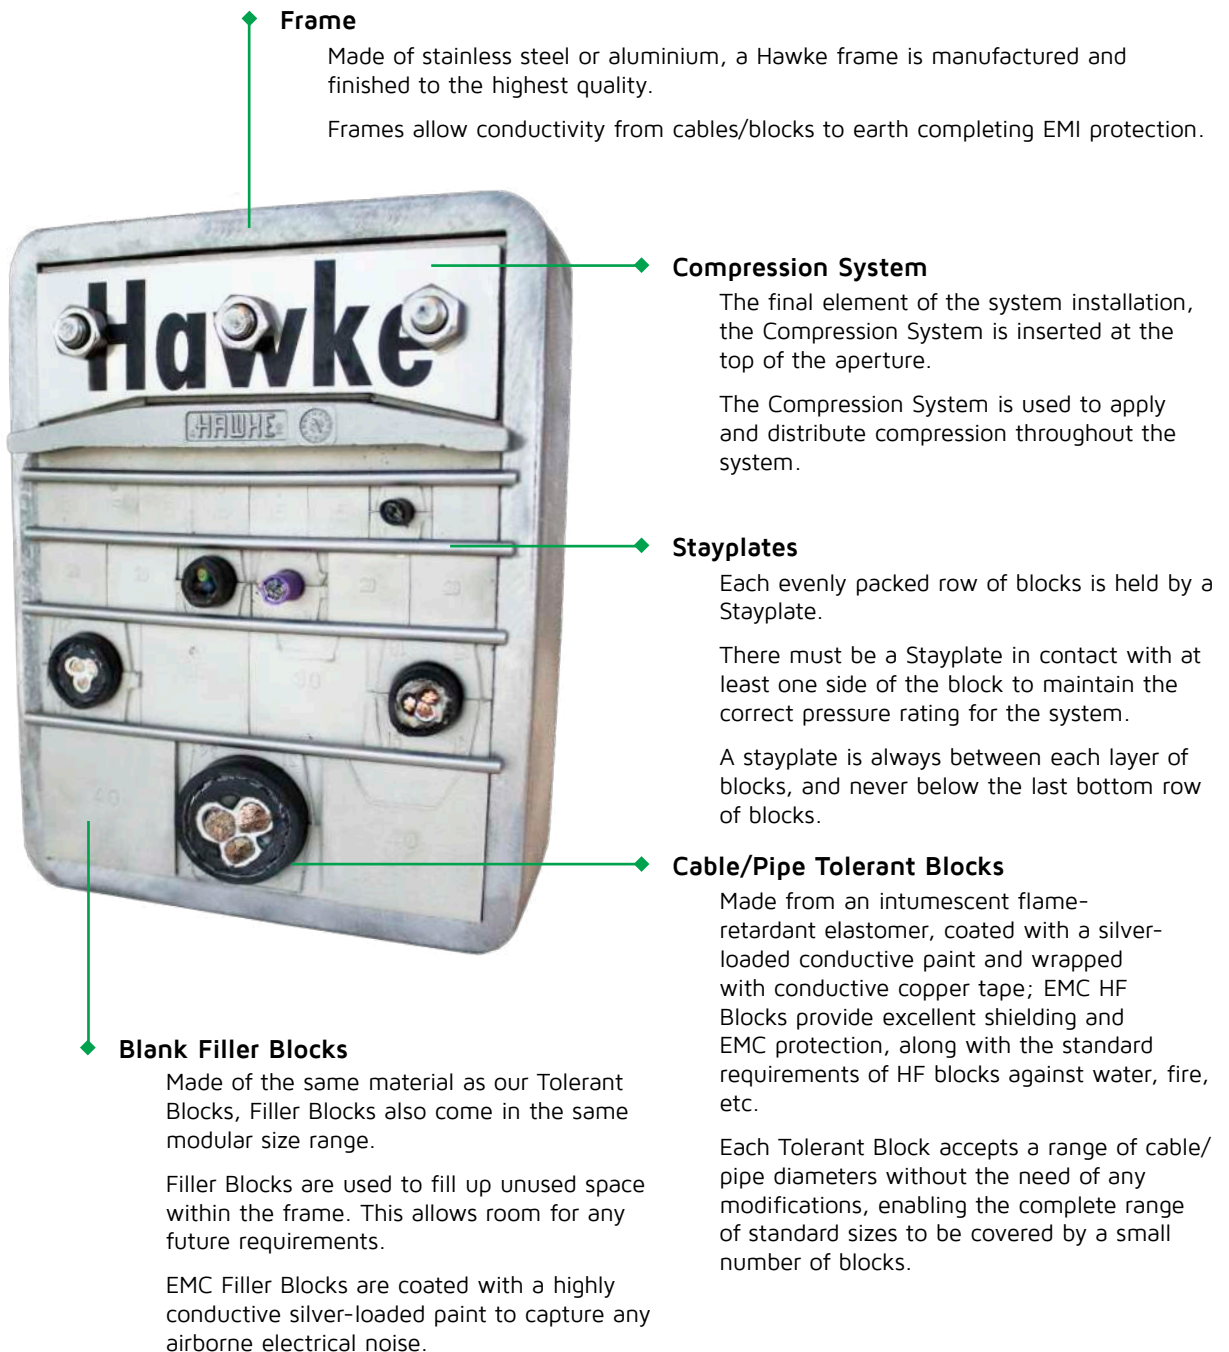 Frame
Made of stainless steel or aluminium, a Hawke frame is manufactured and
finished to the highest quality.
Frames allow conductivity from cables/blocks to earth completing EMI protection.
Hawke
HAWKE
Compression System
The final element of the system installation,
the Compression System is inserted at the
top of the aperture.
The Compression System is used to apply
and distribute compression throughout the
system.
Stayplates
Each evenly packed row of blocks is held by a
Stayplate.
There must be a Stayplate in contact with at
least one side of the block to maintain the
correct pressure rating for the system.
A stayplate is always between each layer of
blocks, and never below the last bottom row
of blocks.
30
40
Cable/Pipe Tolerant Blocks
Made from an intumescent flame-
retardant elastomer, coated with a silver-
loaded conductive paint and wrapped
with conductive copper tape; EMC HF
Blocks provide excellent shielding and
EMC protection, along with the standard
requirements of HF blocks against water, fire,
etc.
Each Tolerant Block accepts a range of cable/
pipe diameters without the need of any
modifications, enabling the complete range
of standard sizes to be covered by a small
number of blocks.
Blank Filler Blocks
Made of the same material as our Tolerant
Blocks, Filler Blocks also come in the same
modular size range.
Filler Blocks are used to fill up unused space
within the frame. This allows room for any
future requirements.
EMC Filler Blocks are coated with a highly
conductive silver-loaded paint to capture any
airborne electrical noise.